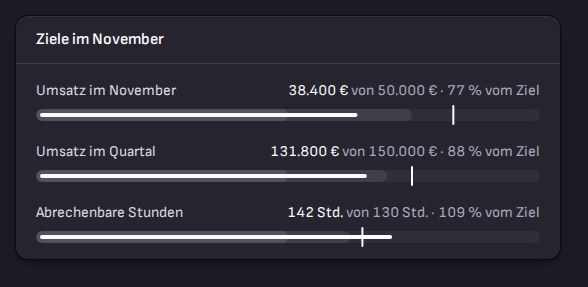 Ziele im November
Umsatz im November 38.400 € von 50.000 € · 77 % vom Ziel
Umsatz im Quartal 131.800 € von 150.000 € · 88 % vom Ziel
Abrechenbare Stunden 142 Std. von 130 Std. · 109 % vom Ziel